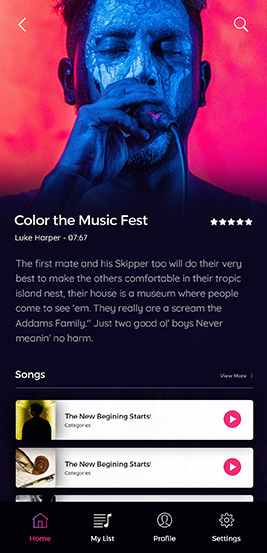 Color the Music Fest
Luke Harper - 07:67
The first mate and his Skipper too will do their very
best to make the others comfortable in their tropic
island nest, their house is a museum where people
come to see 'em. They really are a scream the
Addams Family." Just two good ol' boys Never
meanin' no harm.
Songs
View More
The New Begining Starts!
Categories
The New Begining Starts!
Categories
Home
My List
Profile
Settings